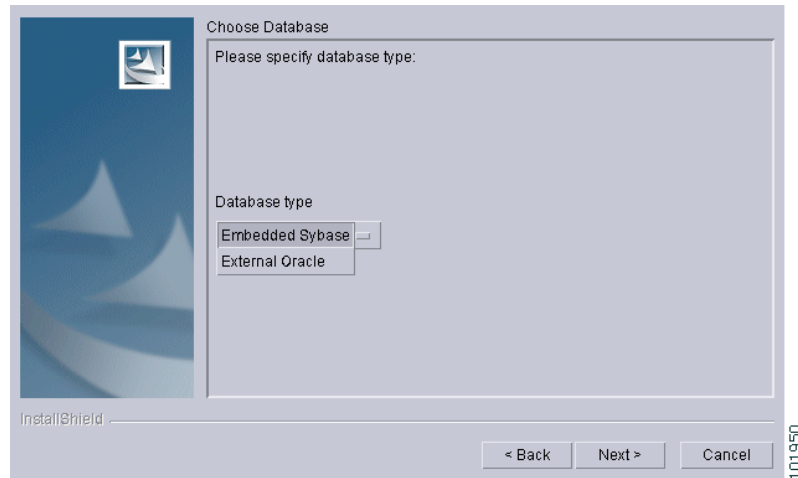 Choose Database
Please specify database type:
Database type
Embedded Sybase
External Oracle
InstallShield
< Back
Next >
Cancel
101950